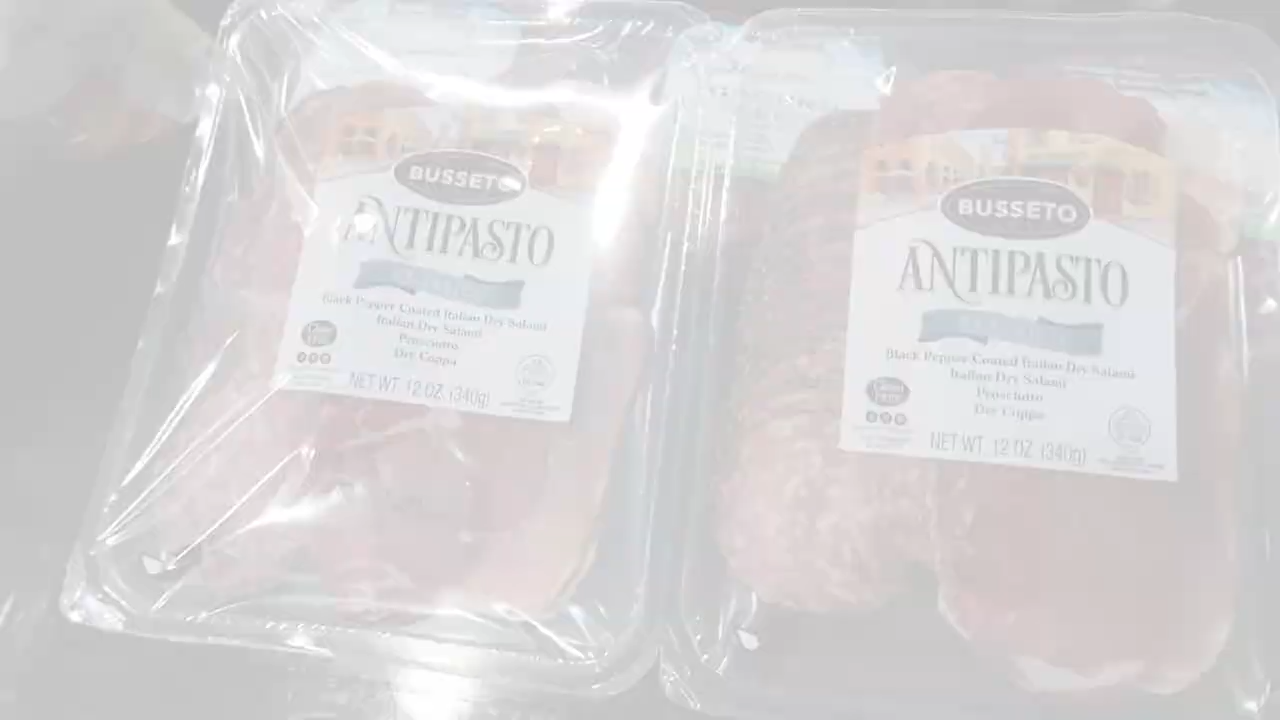 BUSSETO
ANTIPASTO
Black Pepper Coated Italian Dry Salami
Italian Dry Salami
Prosciutto
Dry Coppa
NET WT. 12 OZ. (340g)
BUSSETO
ANTIPASTO
Black Pepper Coated Italian Dry Salami
Italian Dry Salami
Prosciutto
Dry Coppa
NET WT. 12 OZ. (340g)